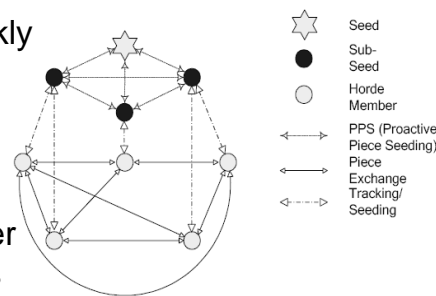 kly
er
Seed
Sub-
Seed
Horde
Member
PPS (Proactive
Piece Seeding)
Piece
Exchange
Tracking/
Seeding